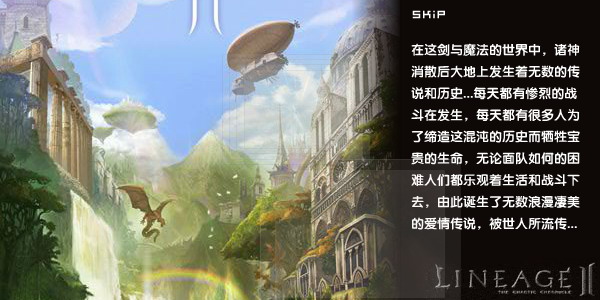 SKiP
在这剑与魔法的世界中，诸神
消散后大地上发生着无数的传
说和历史...每天都有惨烈的战
斗在发生，每天都有很多人为
了缔造这混沌的历史而牺牲宝
贵的生命，无论面队如何的困
难人们都乐观着生活和战斗下
去，由此诞生了无数浪漫凄美
的爱情传说，被世人所流传...
LINEAGE II
THE CHAOTIC CHRONICLE